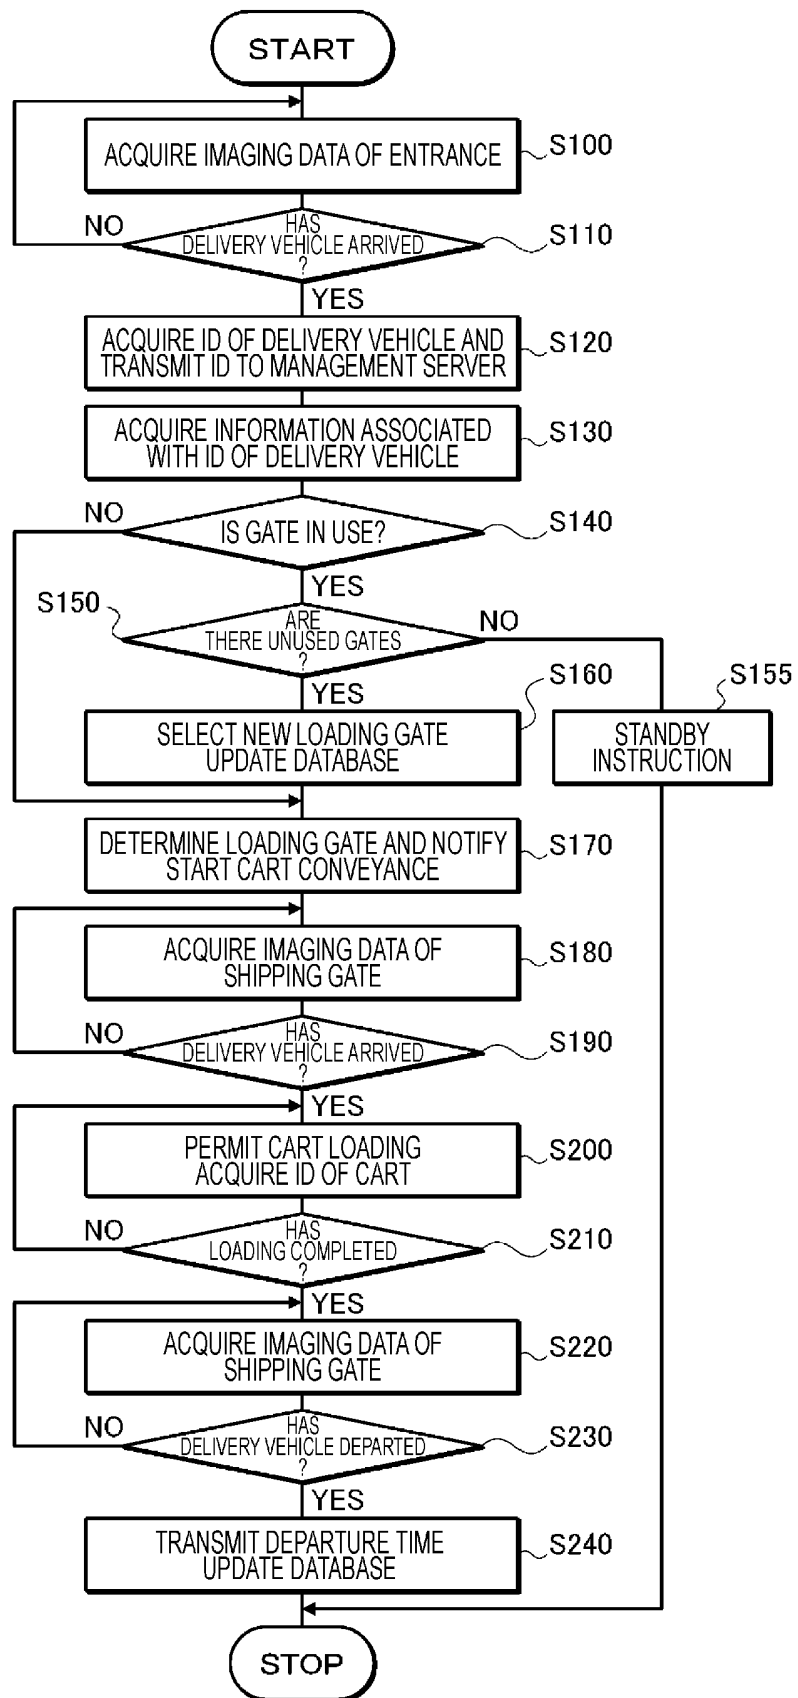 START
ACQUIRE IMAGING DATA OF ENTRANCE
S100
NO
HAS
DELIVERY VEHICLE ARRIVED
?
S110
YES
ACQUIRE ID OF DELIVERY VEHICLE AND
TRANSMIT ID TO MANAGEMENT SERVER
S120
ACQUIRE INFORMATION ASSOCIATED
WITH ID OF DELIVERY VEHICLE
S130
NO
IS GATE IN USE?
S140
YES
S150
ARE
THERE UNUSED GATES
?
NO
YES
S160
SELECT NEW LOADING GATE
UPDATE DATABASE
S155
STANDBY
INSTRUCTION
DETERMINE LOADING GATE AND NOTIFY
START CART CONVEYANCE
S170
ACQUIRE IMAGING DATA OF
SHIPPING GATE
S180
NO
HAS
DELIVERY VEHICLE ARRIVED
?
S190
YES
PERMIT CART LOADING
ACQUIRE ID OF CART
S200
NO
HAS
LOADING COMPLETED
?
S210
YES
ACQUIRE IMAGING DATA OF
SHIPPING GATE
S220
NO
HAS
DELIVERY VEHICLE DEPARTED
?
S230
YES
TRANSMIT DEPARTURE TIME
UPDATE DATABASE
S240
STOP